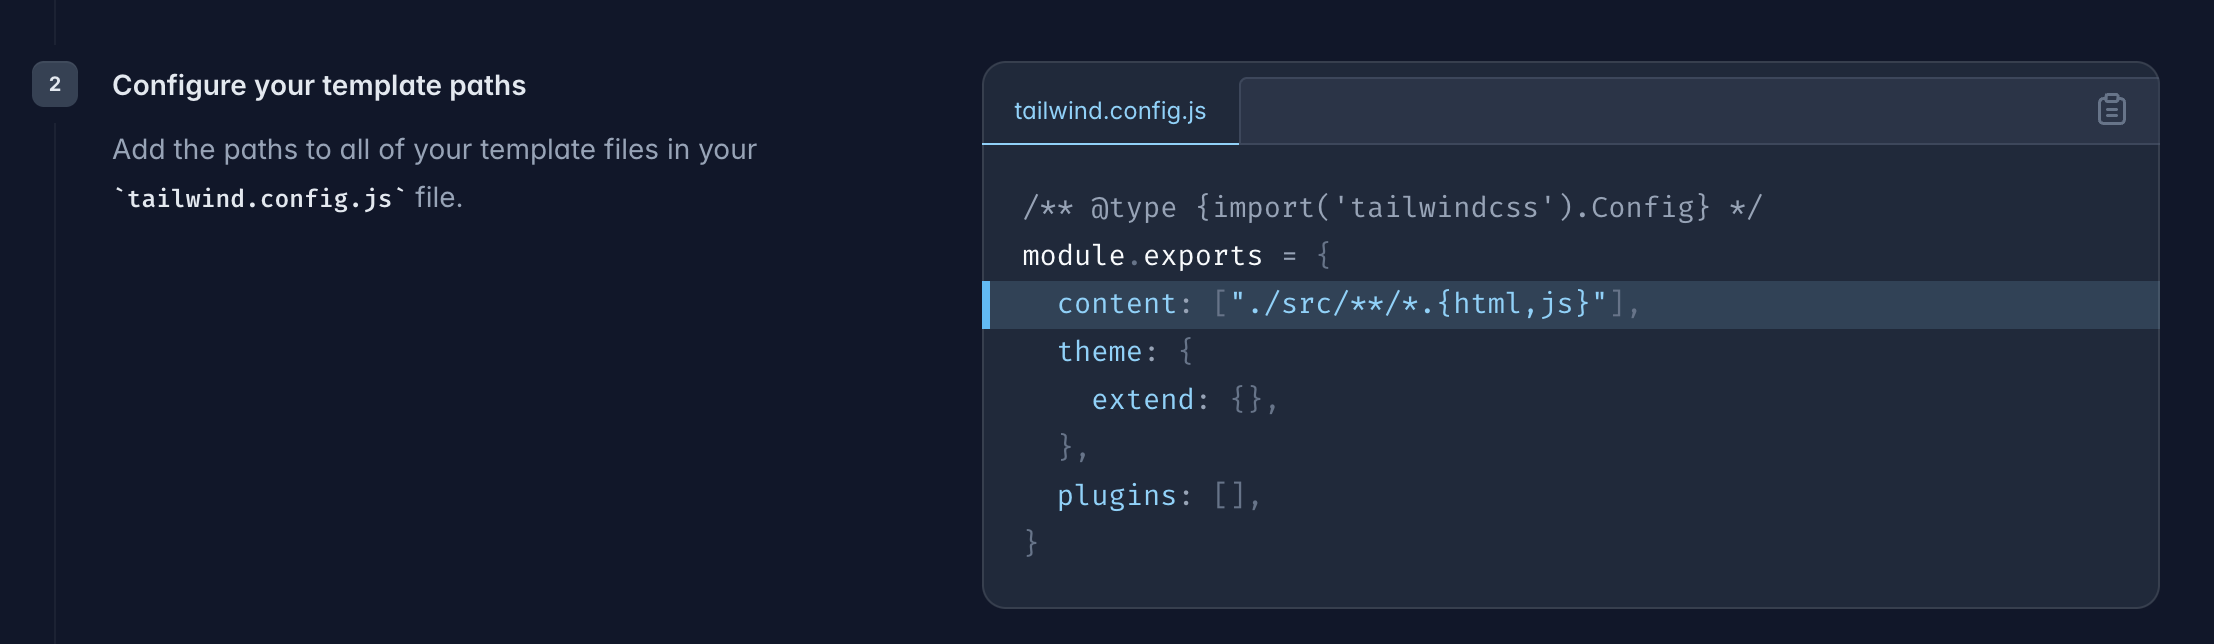 2
Configure your template paths
Add the paths to all of your template files in your
`tailwind.config.js` file.
tailwind.config.js
/** @type {import('tailwindcss').Config} */
module.exports = {
  content: ["./src/**/*.{html,js}"],
  theme: {
    extend: {},
  },
  plugins: [],
}